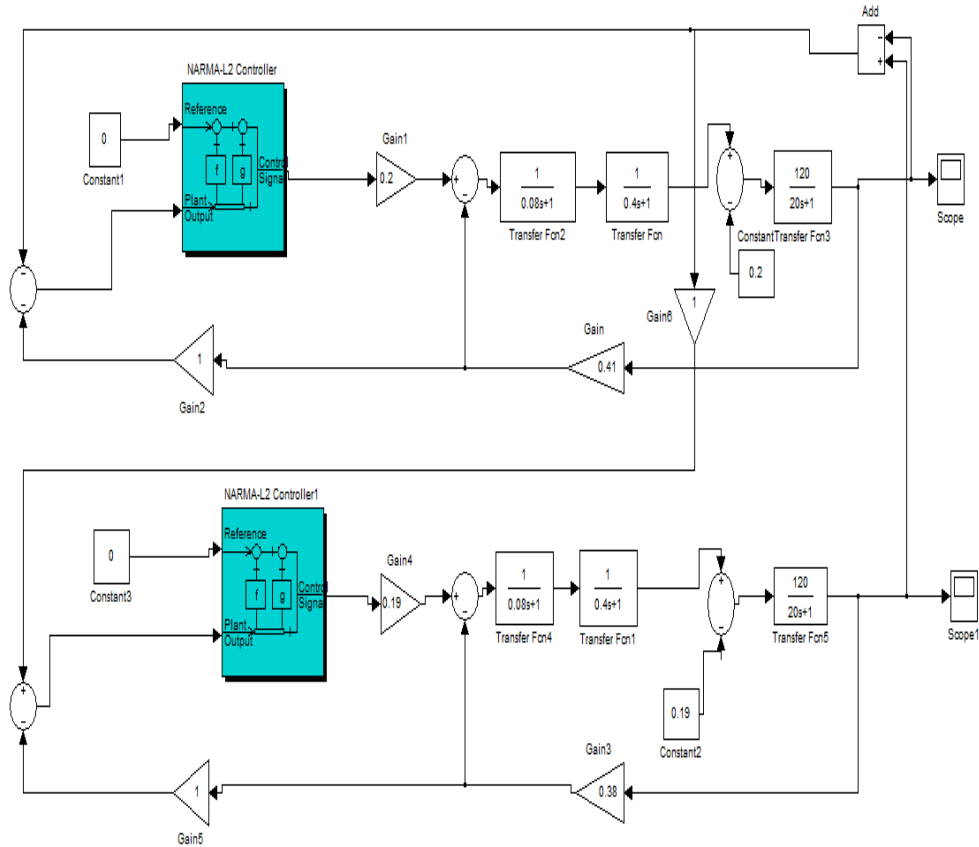 Add
−
+
NARMA-L2 Controller
Reference
f
g
Control
Signal
Plant
Output
0
Constant1
Gain1
0.2
+
−
1
0.08s+1
Transfer Fcn2
1
0.4s+1
Transfer Fcn
+
−
120
20s+1
Constant
Transfer Fcn3
0.2
Scope
−
−
1
Gain6
Gain
0.41
1
Gain2
NARMA-L2 Controller1
Reference
f
g
Control
Signal
Plant
Output
0
Constant3
Gain4
0.19
+
−
1
0.08s+1
Transfer Fcn4
1
0.4s+1
Transfer Fcn1
+
−
120
20s+1
Transfer Fcn5
Scope1
+
−
0.19
Constant2
Gain3
0.38
1
Gain5